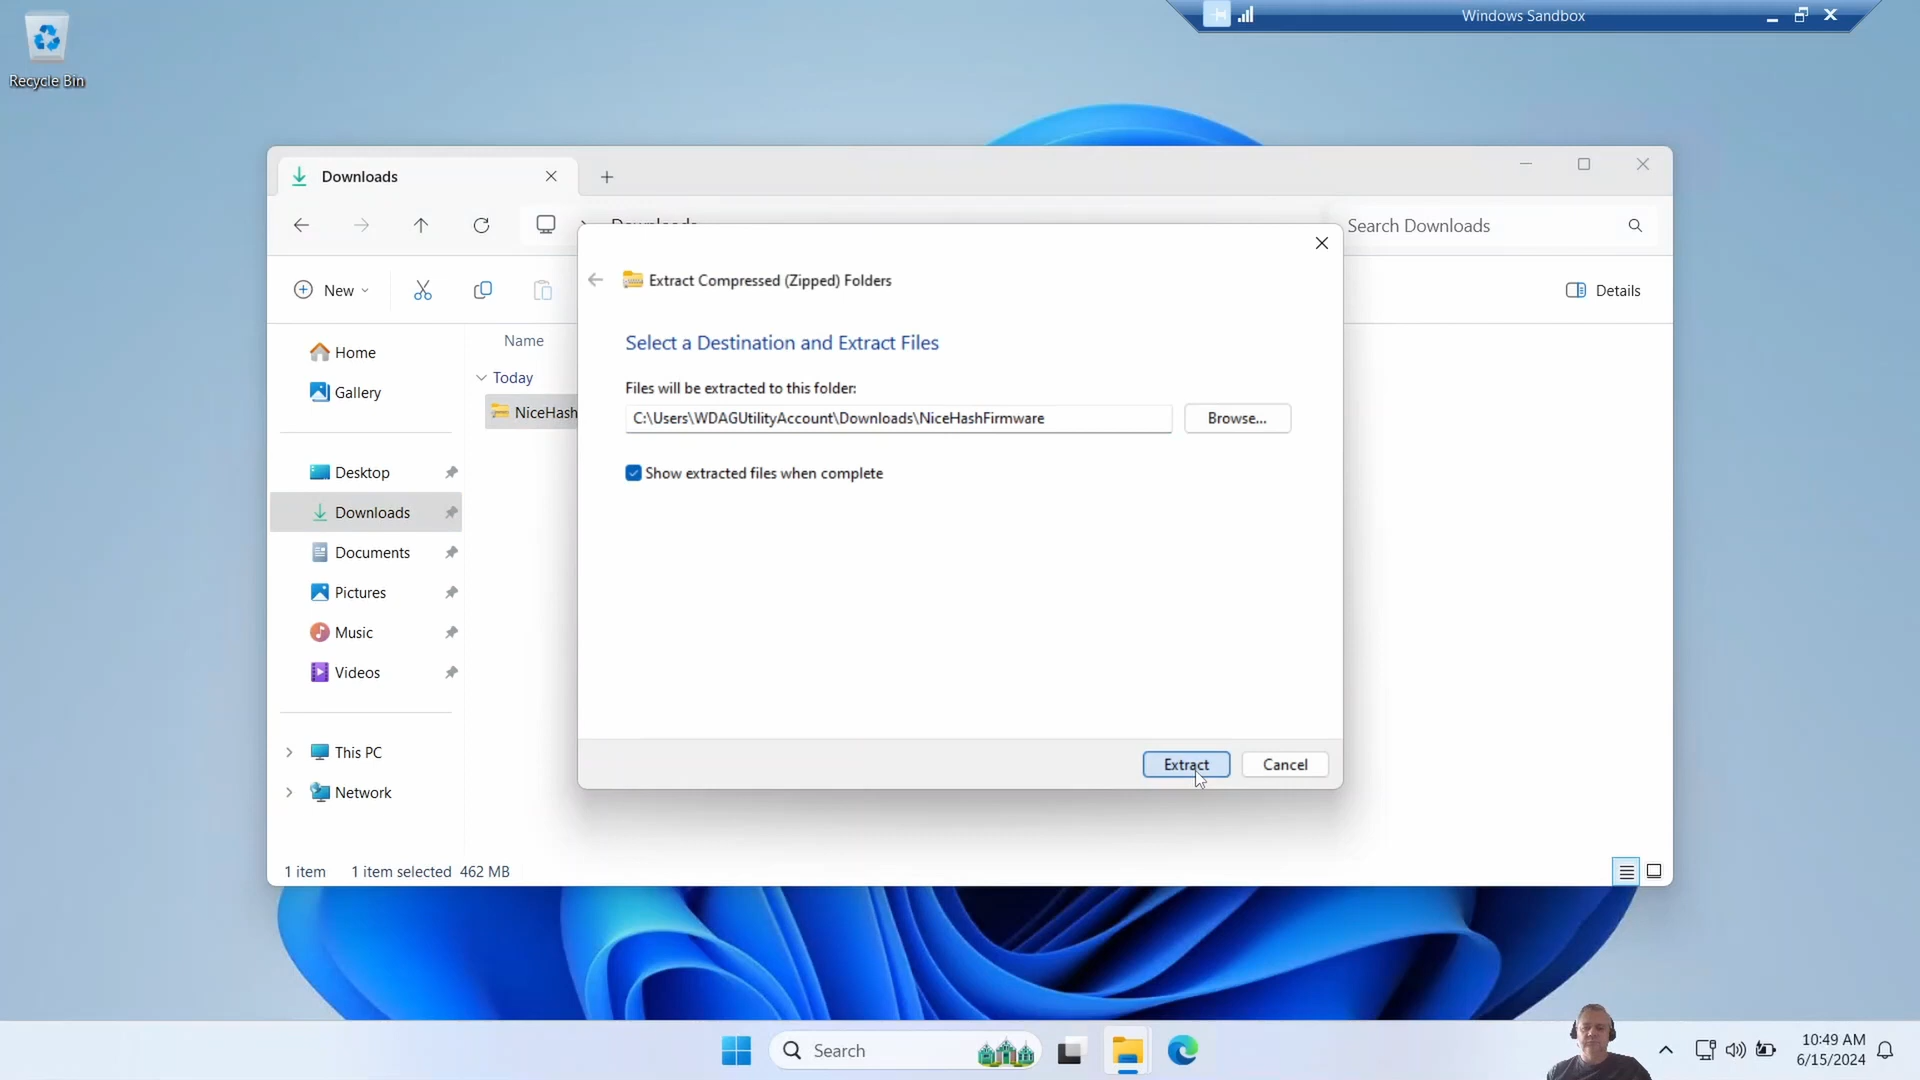 Recycle Bin
Windows Sandbox
Downloads
Search Downloads
New
Details
Extract Compressed (Zipped) Folders
Select a Destination and Extract Files
Files will be extracted to this folder:
C:\Users\WDAGUtilityAccount\Downloads\NiceHashFirmware
Browse...
Show extracted files when complete
Extract
Cancel
Name
Today
NiceHash
Home
Gallery
Desktop
Downloads
Documents
Pictures
Music
Videos
This PC
Network
1 item 1 item selected 462 MB
Search
10:49 AM
6/15/2024